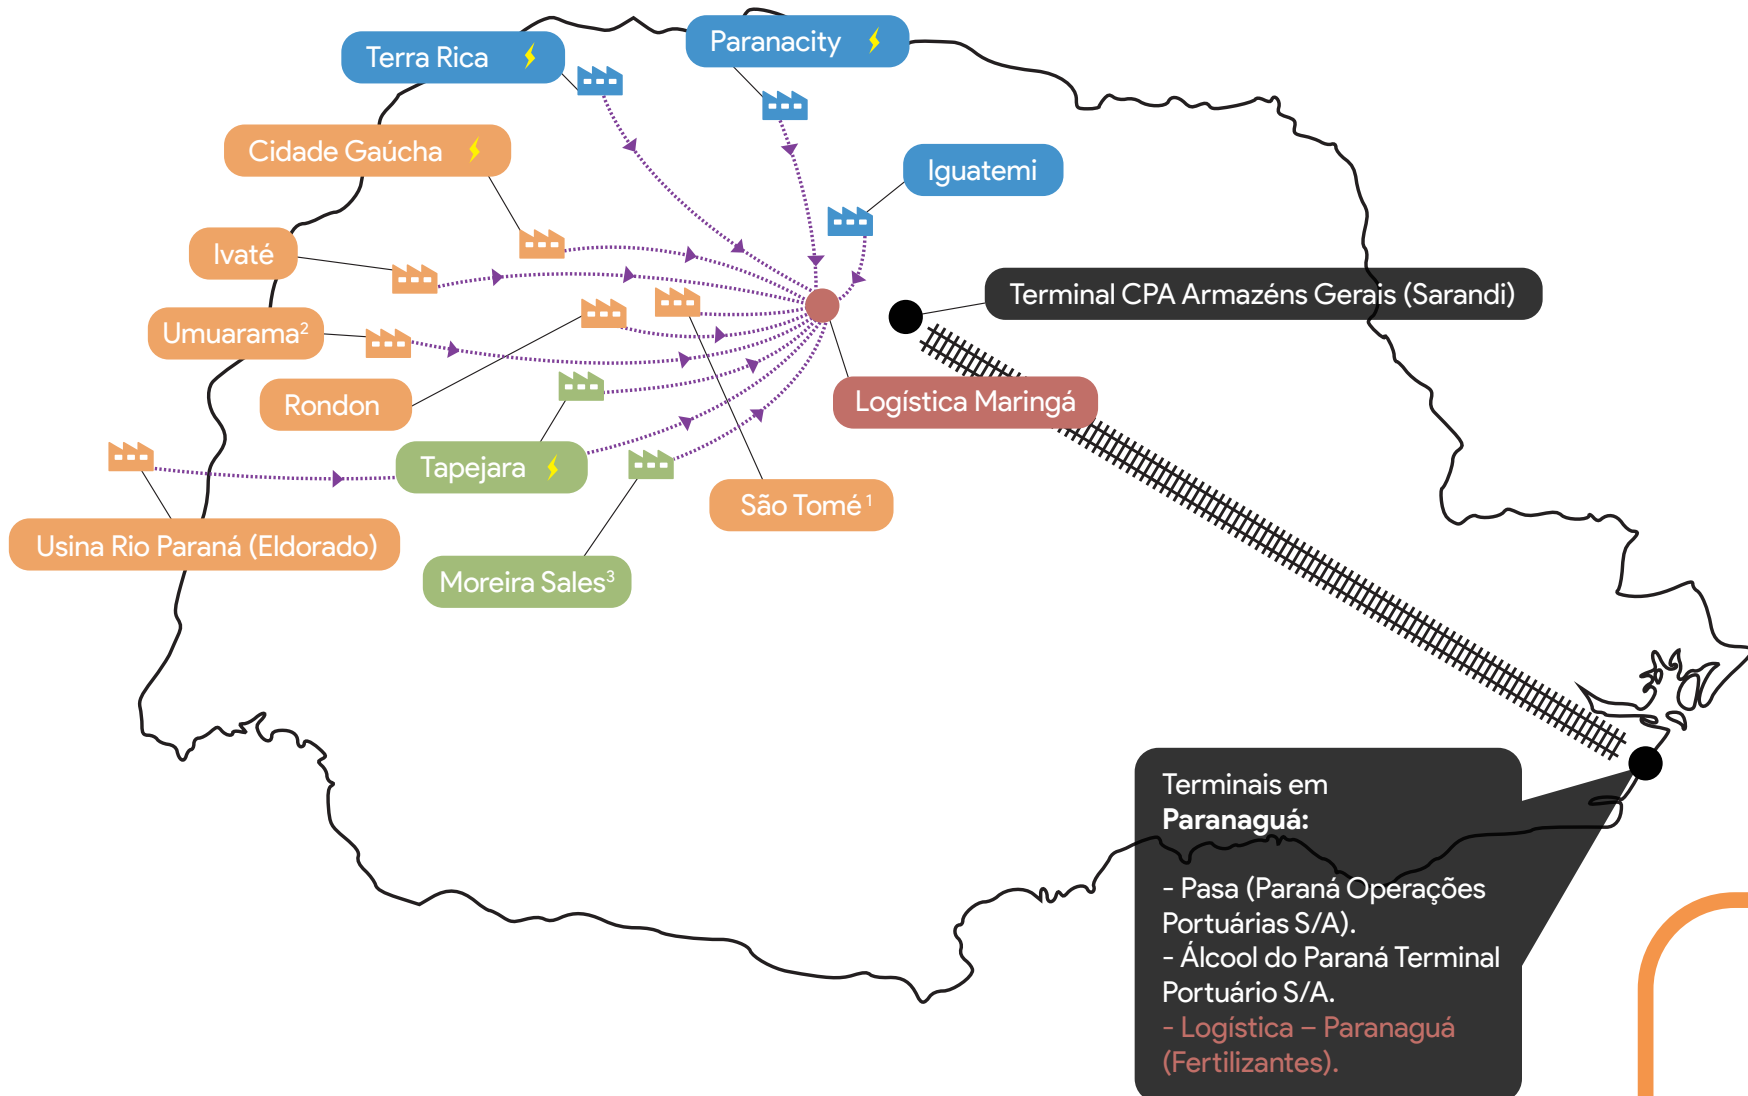 Terra Rica
Paranacity
Cidade Gaúcha
Iguatemi
Ivaté
Terminal CPA Armazéns Gerais (Sarandi)
Umuarama²
Rondon
Logística Maringá
Tapejara
São Tomé ¹
Usina Rio Paraná (Eldorado)
Moreira Sales³
Terminais em
Paranaguá:
- Pasa (Paraná Operações
Portuárias S/A).
- Álcool do Paraná Terminal
Portuário S/A.
- Logística – Paranaguá
(Fertilizantes).